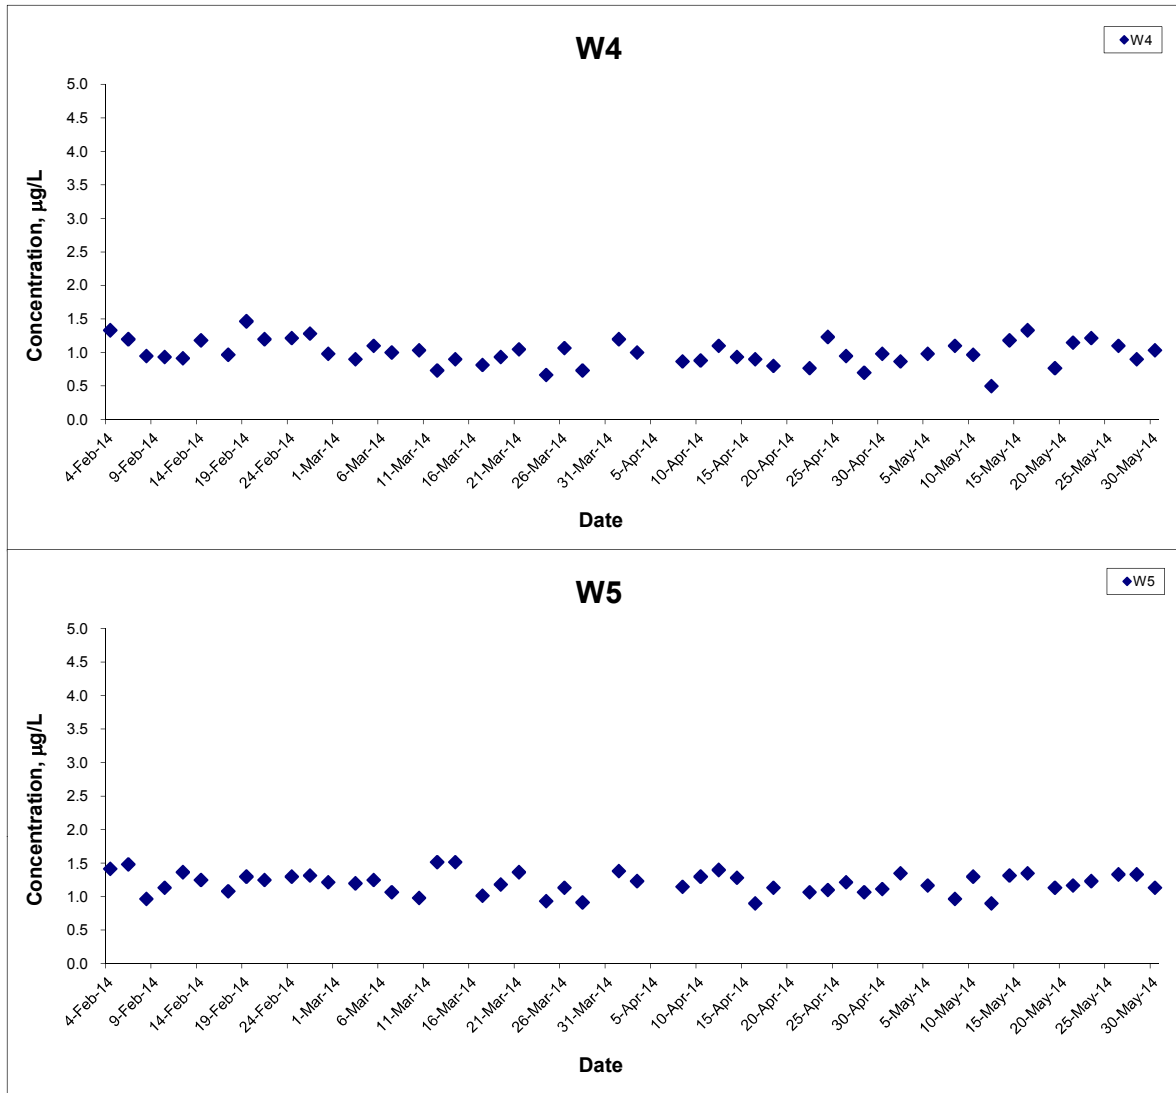 W4
W4
5.0
4.5
4.0
3.5
3.0
2.5
2.0
1.5
1.0
0.5
0.0
Concentration, µg/L
4-Feb-14 9-Feb-14 14-Feb-14 19-Feb-14 24-Feb-14 1-Mar-14 6-Mar-14 11-Mar-14 16-Mar-14 21-Mar-14 26-Mar-14 31-Mar-14 5-Apr-14 10-Apr-14 15-Apr-14 20-Apr-14 25-Apr-14 30-Apr-14 5-May-14 10-May-14 15-May-14 20-May-14 25-May-14 30-May-14
Date
W5
W5
5.0
4.5
4.0
3.5
3.0
2.5
2.0
1.5
1.0
0.5
0.0
Concentration, µg/L
4-Feb-14 9-Feb-14 14-Feb-14 19-Feb-14 24-Feb-14 1-Mar-14 6-Mar-14 11-Mar-14 16-Mar-14 21-Mar-14 26-Mar-14 31-Mar-14 5-Apr-14 10-Apr-14 15-Apr-14 20-Apr-14 25-Apr-14 30-Apr-14 5-May-14 10-May-14 15-May-14 20-May-14 25-May-14 30-May-14
Date